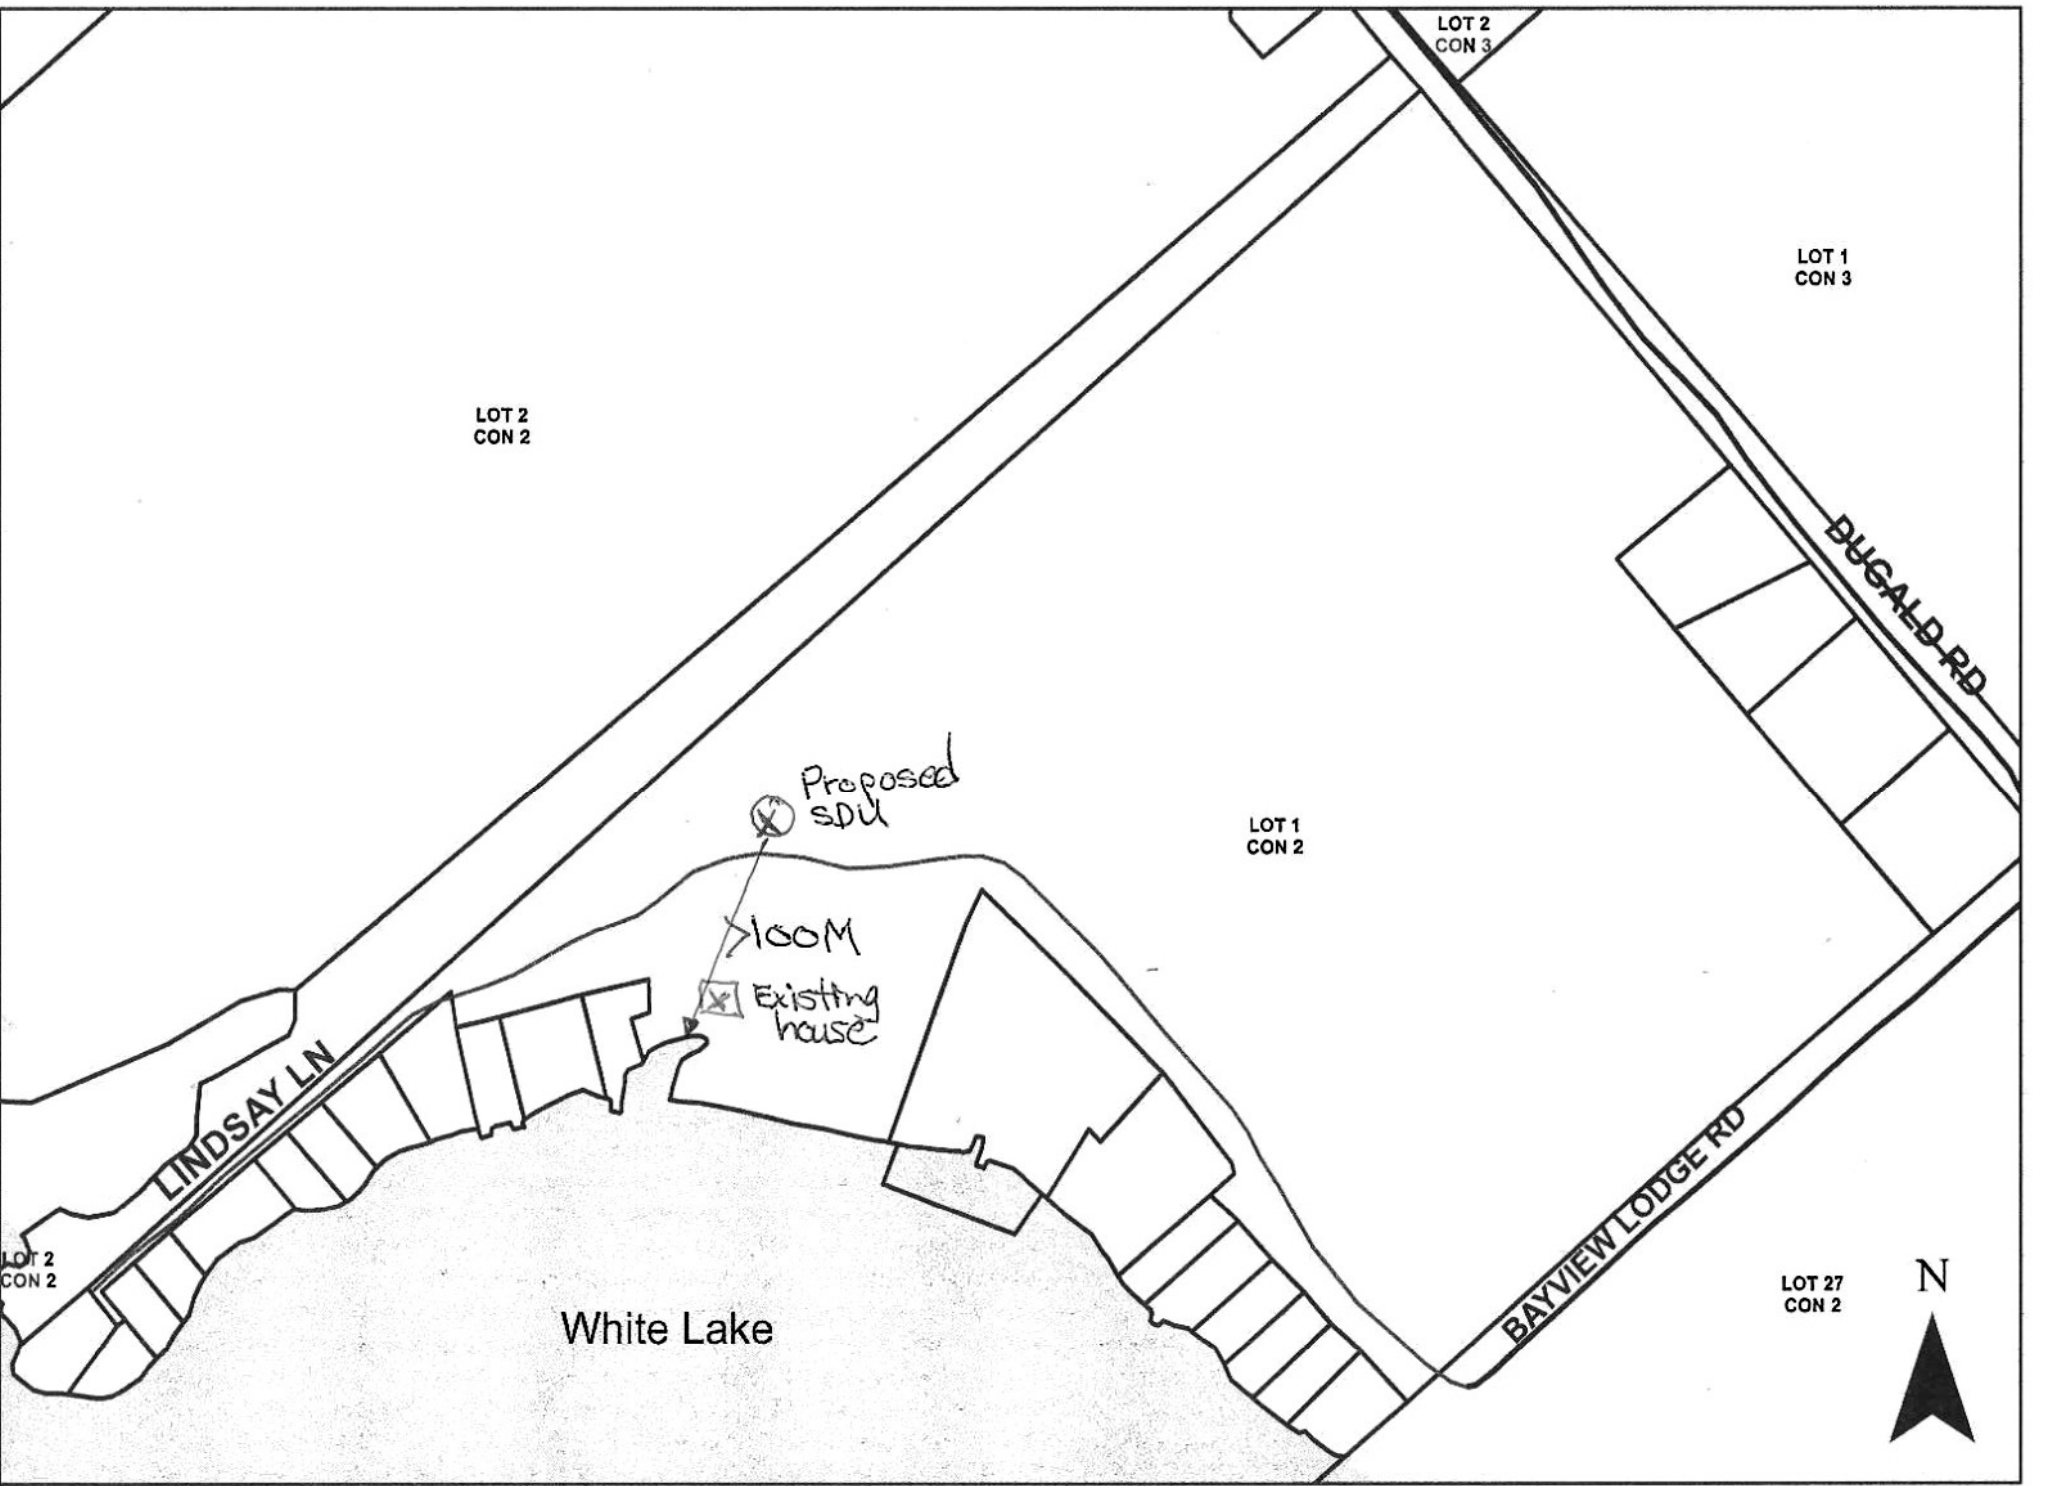 LOT 2
CON 3
LOT 1
CON 3
LOT 2
CON 2
DUGALD RD
Proposed
SDU
LOT 1
CON 2
100M
Existing
house
LINDSAY LN
BAYVIEW LODGE RD
LOT 2
CON 2
White Lake
LOT 27
CON 2
N